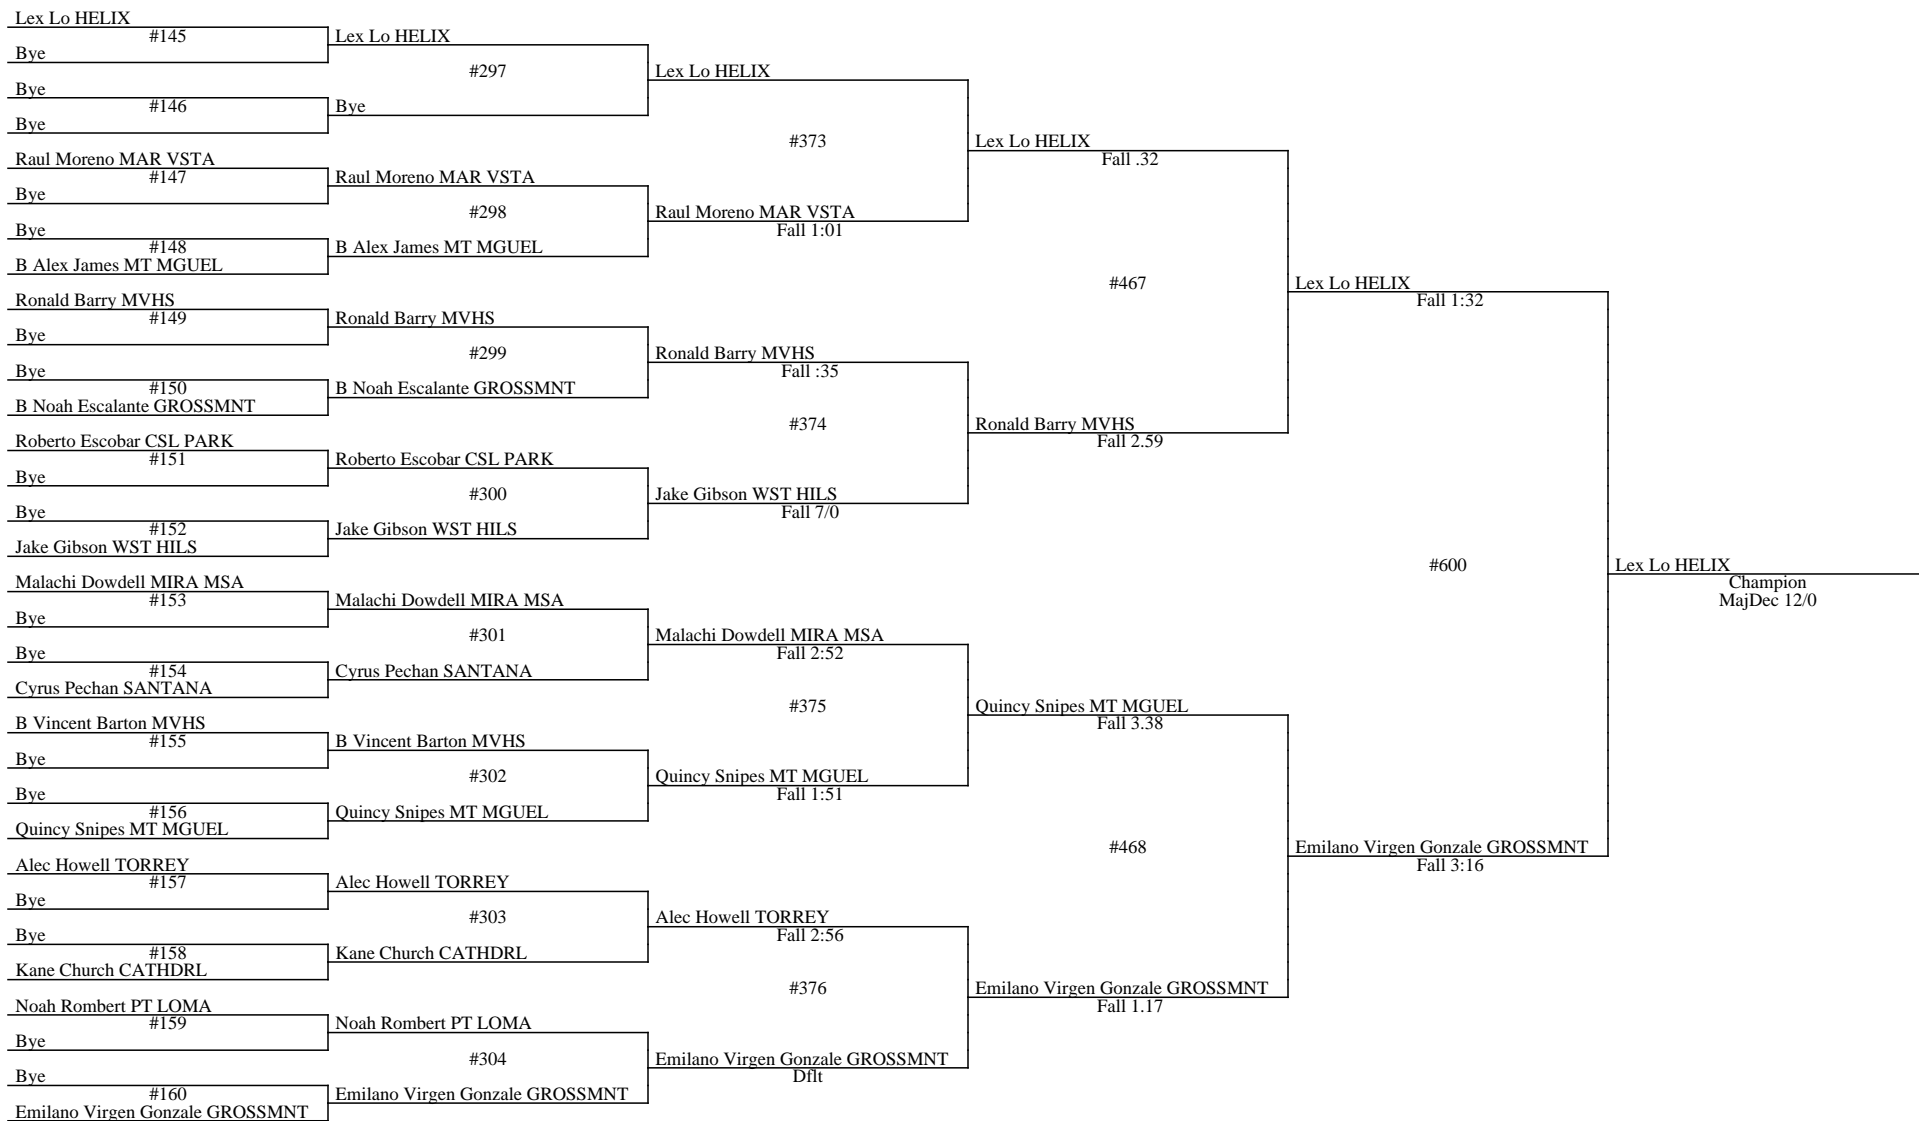 Lex Lo HELIX
#145
Bye
Bye
#146
Bye
Raul Moreno MAR VSTA
#147
Bye
Bye
#148
B Alex James MT MGUEL
Ronald Barry MVHS
#149
Bye
Bye
#150
B Noah Escalante GROSSMNT
Roberto Escobar CSL PARK
#151
Bye
Bye
#152
Jake Gibson WST HILS
Malachi Dowdell MIRA MSA
#153
Bye
Bye
#154
Cyrus Pechan SANTANA
B Vincent Barton MVHS
#155
Bye
Bye
#156
Quincy Snipes MT MGUEL
Alec Howell TORREY
#157
Bye
Bye
#158
Kane Church CATHDRL
Noah Rombert PT LOMA
#159
Bye
Bye
#160
Emilano Virgen Gonzale GROSSMNT
Lex Lo HELIX
#297
Bye
Raul Moreno MAR VSTA
#298
B Alex James MT MGUEL
Ronald Barry MVHS
#299
B Noah Escalante GROSSMNT
Roberto Escobar CSL PARK
#300
Jake Gibson WST HILS
Malachi Dowdell MIRA MSA
#301
Cyrus Pechan SANTANA
B Vincent Barton MVHS
#302
Quincy Snipes MT MGUEL
Alec Howell TORREY
#303
Kane Church CATHDRL
Noah Rombert PT LOMA
#304
Emilano Virgen Gonzale GROSSMNT
Lex Lo HELIX
#373
Raul Moreno MAR VSTA
Fall 1:01
Ronald Barry MVHS
Fall :35
#374
Jake Gibson WST HILS
Fall 7/0
Malachi Dowdell MIRA MSA
Fall 2:52
#375
Quincy Snipes MT MGUEL
Fall 1:51
Alec Howell TORREY
Fall 2:56
#376
Emilano Virgen Gonzale GROSSMNT
Dflt
Lex Lo HELIX
Fall .32
#467
Ronald Barry MVHS
Fall 2.59
Quincy Snipes MT MGUEL
Fall 3.38
#468
Emilano Virgen Gonzale GROSSMNT
Fall 1.17
Lex Lo HELIX
Fall 1:32
#600
Emilano Virgen Gonzale GROSSMNT
Fall 3:16
Lex Lo HELIX
Champion
MajDec 12/0